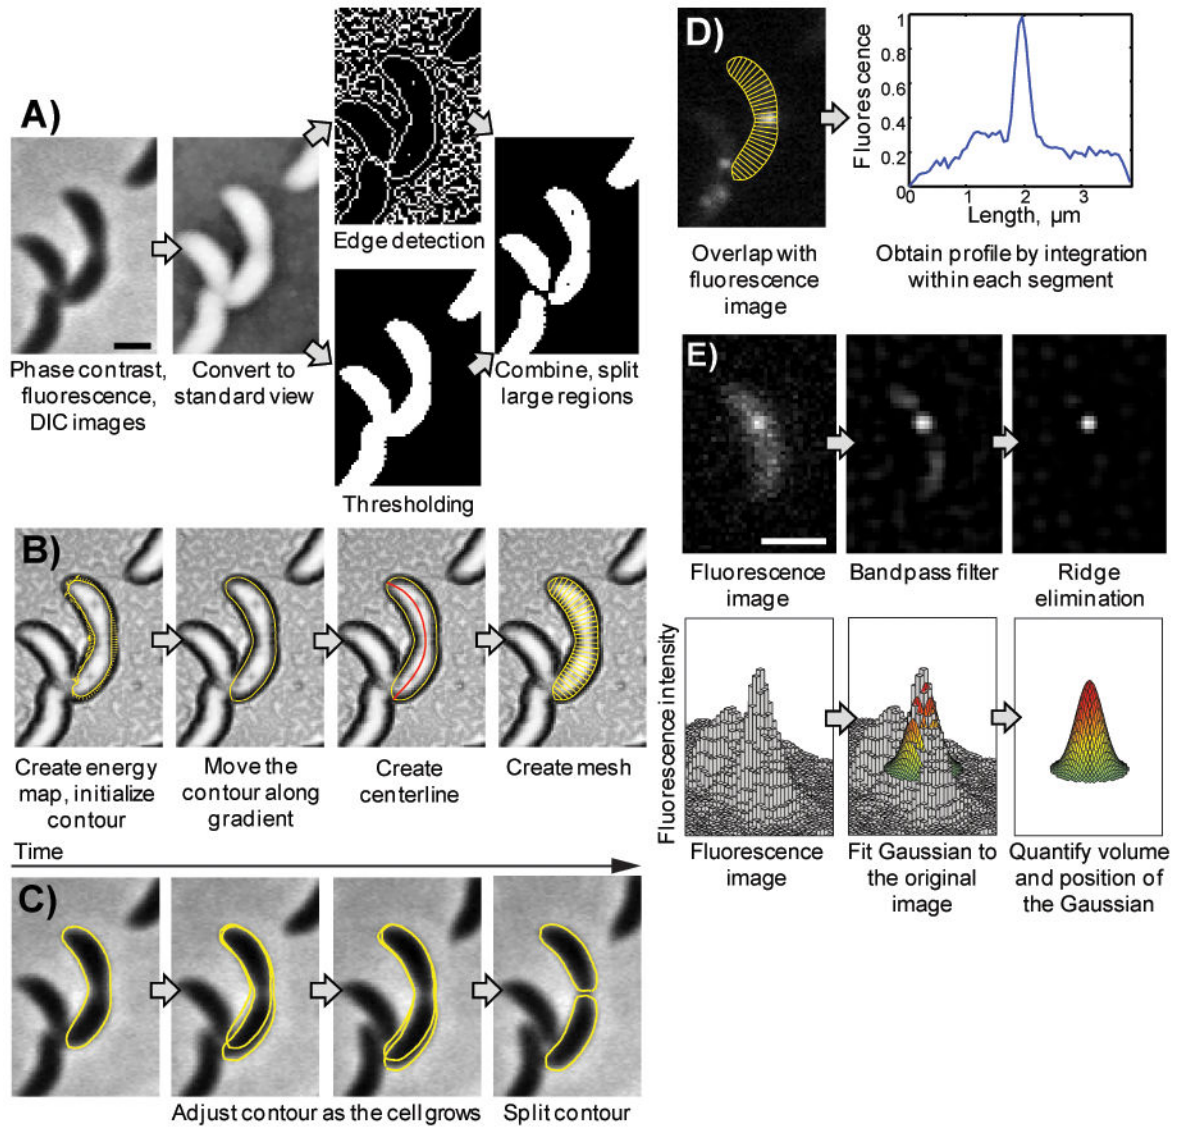 A)
Edge detection
Phase contrast,
fluorescence,
DIC images
Convert to
standard view
Thresholding
Combine, split
large regions
B)
Create energy
map, initialize
contour
Move the
contour along
gradient
Create
centerline
Create mesh
Time
C)
Adjust contour as the cell grows
Split contour
D)
Overlap with
fluorescence
image
Fluorescence
1
0.8
0.6
0.4
0.2
0
1
2
3
Length, μm
Obtain profile by integration
within each segment
E)
Fluorescence
image
Bandpass filter
Ridge
elimination
Fluorescence intensity
Fluorescence
image
Fit Gaussian to
the original
image
Quantify volume
and position of
the Gaussian